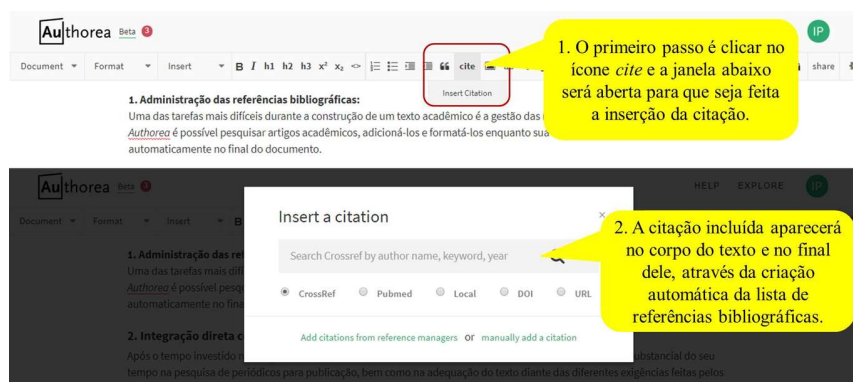 Authorea Beta 3
IP
Document Format Insert B I h1 h2 h3 x² x₂ <> cite share
Insert Citation
1. O primeiro passo é clicar no
ícone cite e a janela abaixo
será aberta para que seja feita
a inserção da citação.
1. Administração das referências bibliográficas:
Uma das tarefas mais difíceis durante a construção de um texto acadêmico é a gestão das
Authorea é possível pesquisar artigos acadêmicos, adicioná-los e formatá-los enquanto sua
automaticamente no final do documento.
Authorea Beta 3
HELP EXPLORE IP
Document Format Insert B
Insert a citation
×
Search Crossref by author name, keyword, year
CrossRef Pubmed Local DOI URL
Add citations from reference managers or manually add a citation
2. A citação incluída aparecerá
no corpo do texto e no final
dele, através da criação
automática da lista de
referências bibliográficas.
1. Administração das
Uma das tarefas mais
Authorea é possível
automaticamente no
2. Integração direta
Após o tempo investido substancial do seu
tempo na pesquisa de periódicos para publicação, bem como na adequação do texto diante das diferentes exigências feitas pelos